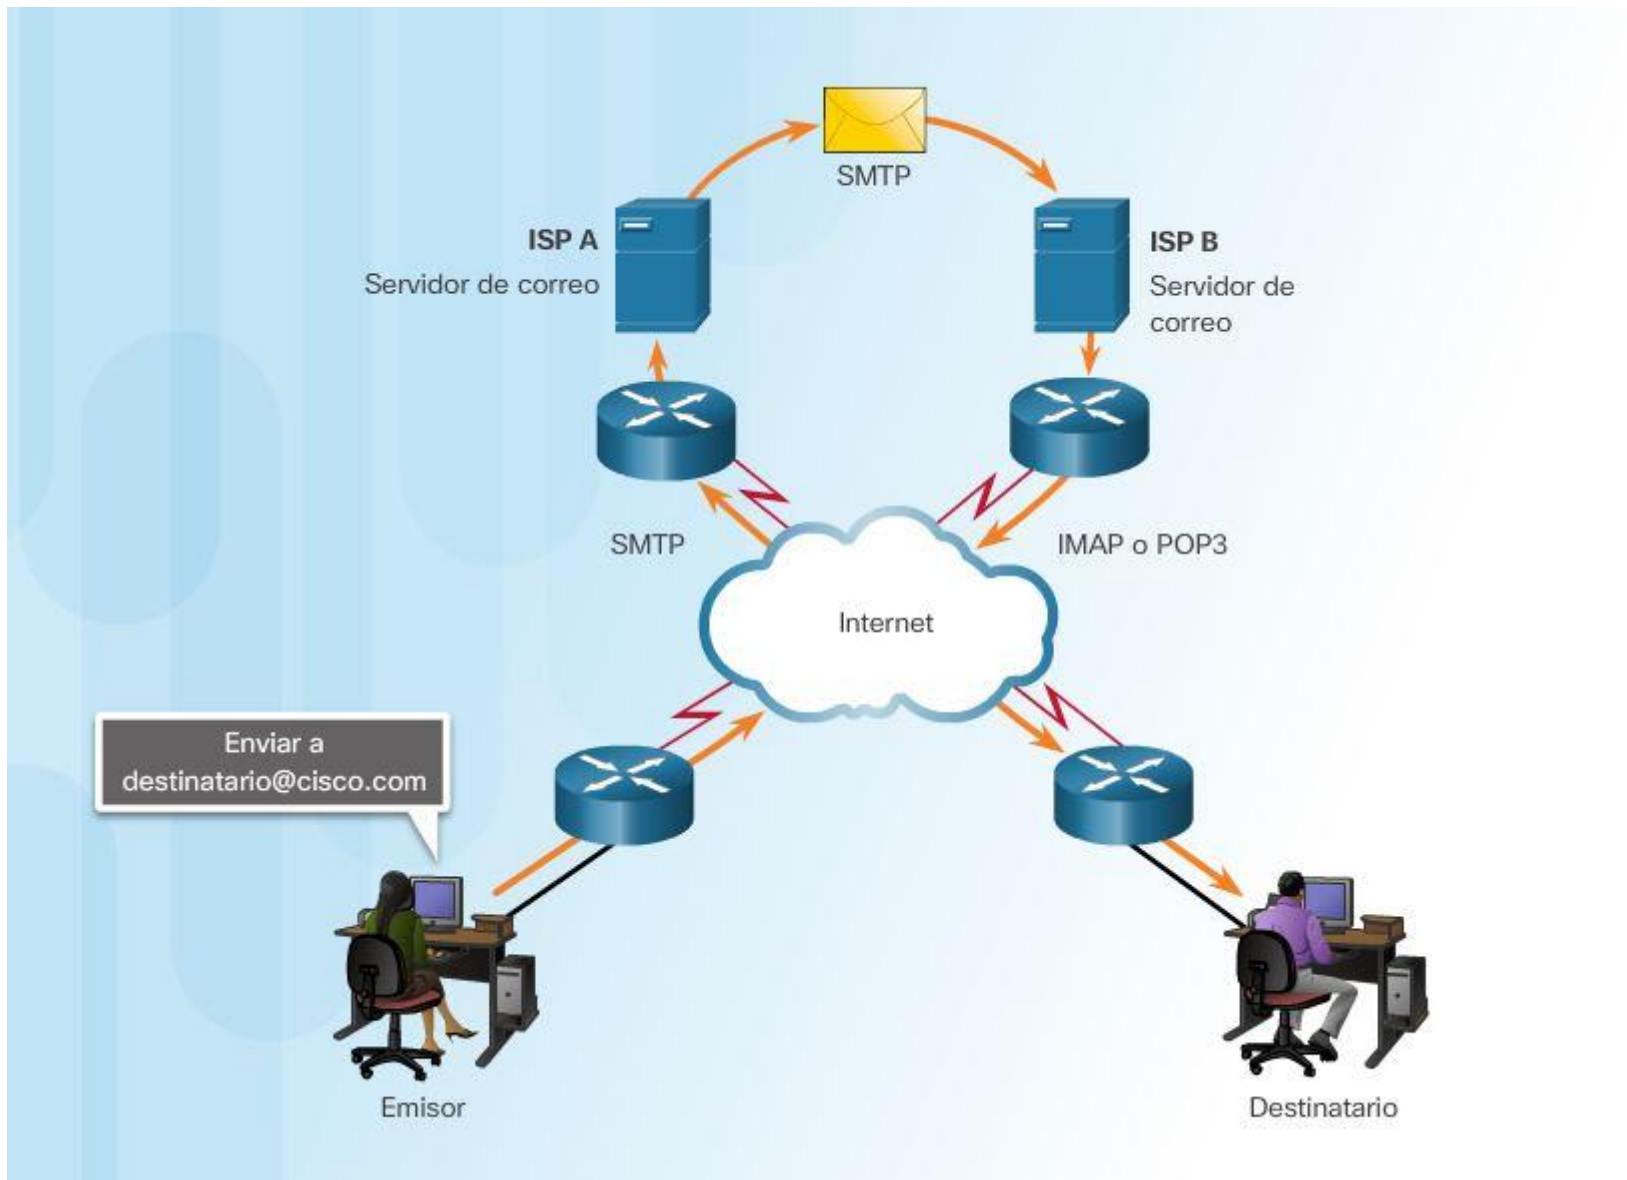 SMTP
ISP A
Servidor de correo
ISP B
Servidor de
correo
SMTP
IMAP o POP3
Internet
Enviar a
destinatario@cisco.com
Emisor
Destinatario